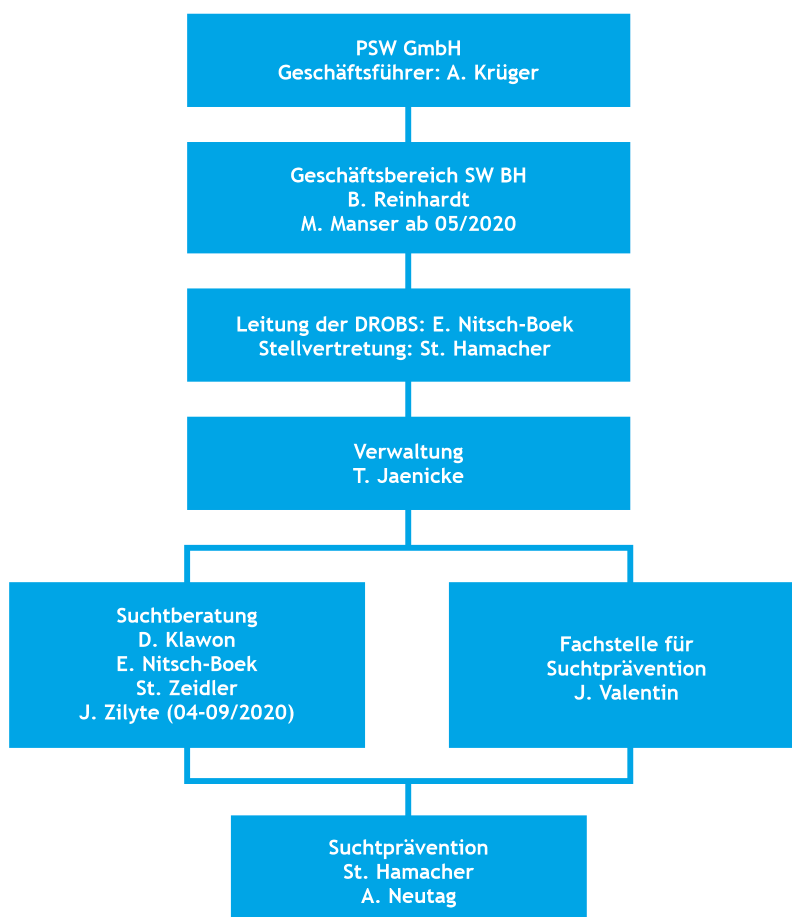 PSW GmbH
Geschäftsführer: A. Krüger
Geschäftsbereich SW BH
B. Reinhardt
M. Manser ab 05/2020
Leitung der DROBS: E. Nitsch-Boek
Stellvertretung: St. Hamacher
Verwaltung
T. Jaenicke
Suchtberatung
D. Klawon
E. Nitsch-Boek
St. Zeidler
J. Zilyte (04-09/2020)
Fachstelle für
Suchtprävention
J. Valentin
Suchtprävention
St. Hamacher
A. Neutag